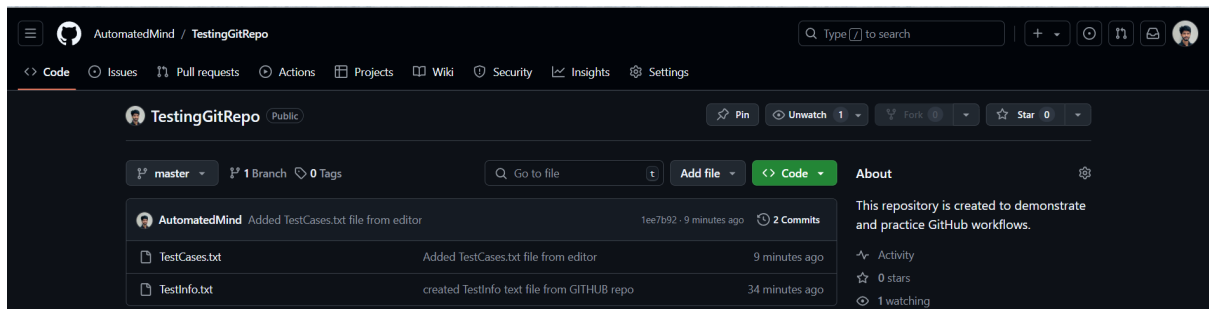 AutomatedMind / TestingGitRepo Type / to search
Code Issues Pull requests Actions Projects Wiki Security Insights Settings
TestingGitRepo Public Pin Unwatch 1 Fork 0 Star 0
master 1 Branch 0 Tags Go to file t Add file Code About
AutomatedMind Added TestCases.txt file from editor 1ee7b92 · 9 minutes ago 2 Commits
This repository is created to demonstrate
and practice GitHub workflows.
TestCases.txt Added TestCases.txt file from editor 9 minutes ago
Activity
0 stars
TestInfo.txt created TestInfo text file from GITHUB repo 34 minutes ago
1 watching